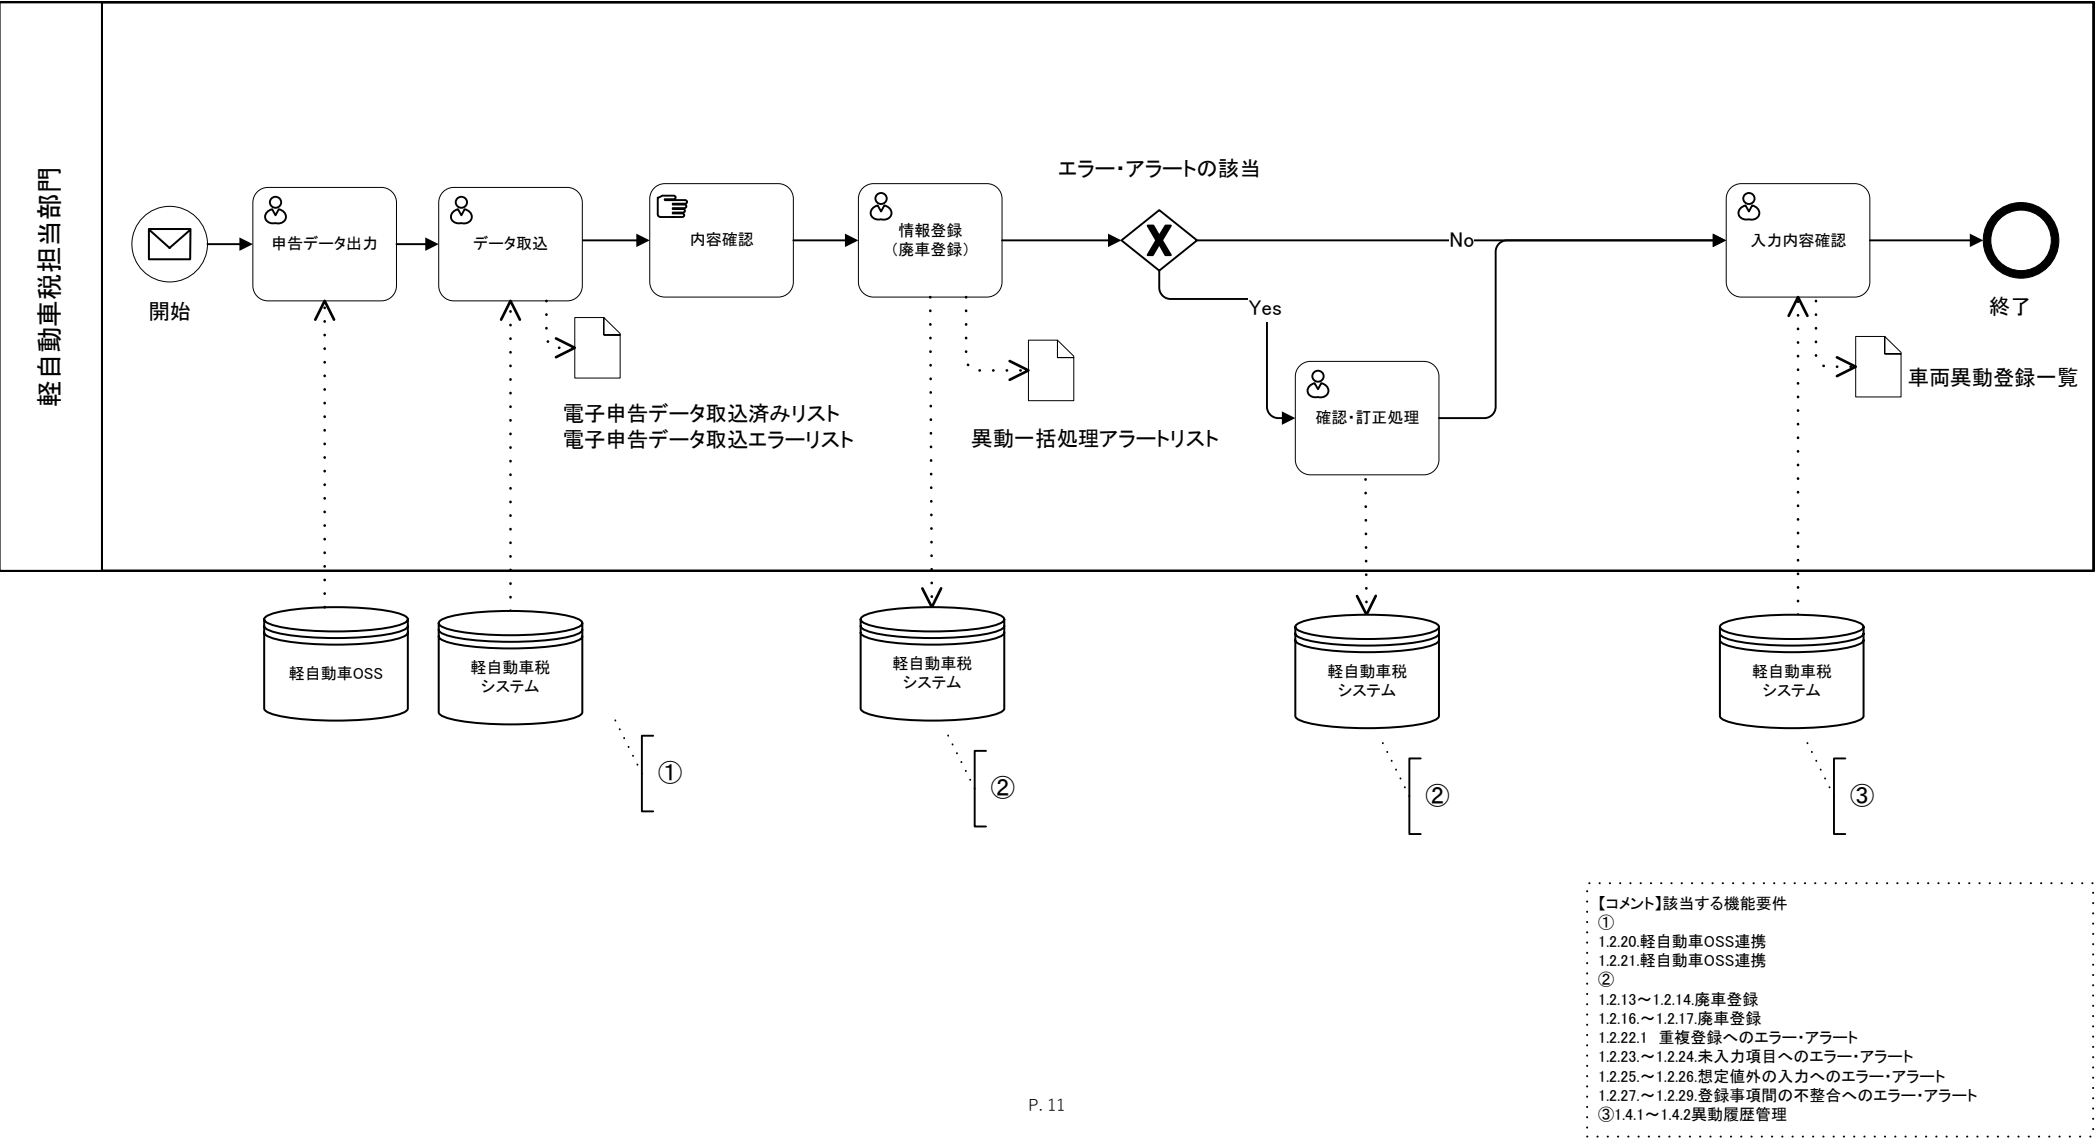 軽自動車税担当部門
開始
申告データ出力
データ取込
内容確認
情報登録
（廃車登録）
エラー・アラートの該当
No
Yes
確認・訂正処理
入力内容確認
終了
電子申告データ取込済みリスト
電子申告データ取込エラーリスト
異動一括処理アラートリスト
車両異動登録一覧
軽自動車OSS
軽自動車税
システム
軽自動車税
システム
軽自動車税
システム
軽自動車税
システム
①
②
②
③
【コメント】該当する機能要件
①
1.2.20.軽自動車OSS連携
1.2.21.軽自動車OSS連携
②
1.2.13～1.2.14.廃車登録
1.2.16.～1.2.17.廃車登録
1.2.22.1　重複登録へのエラー・アラート
1.2.23.～1.2.24.未入力項目へのエラー・アラート
1.2.25.～1.2.26.想定値外の入力へのエラー・アラート
1.2.27.～1.2.29.登録事項間の不整合へのエラー・アラート
③1.4.1～1.4.2異動履歴管理
P. 11